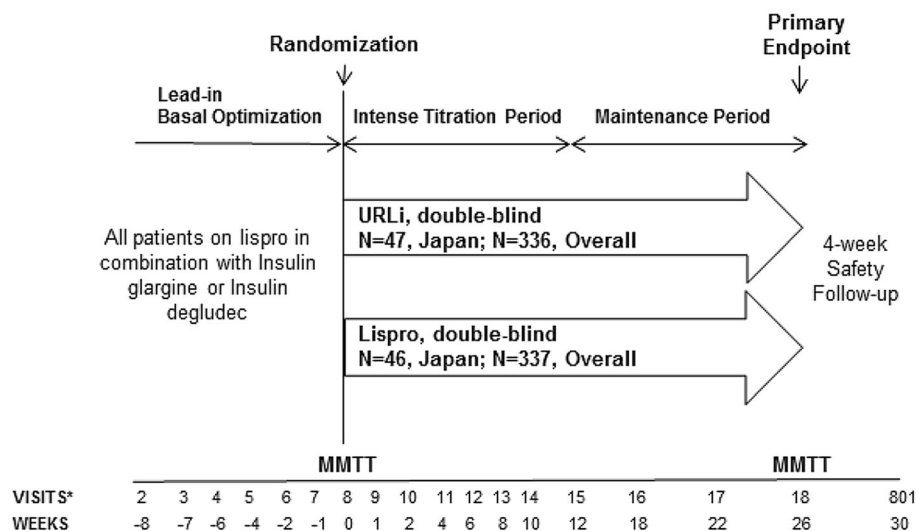 Primary
Endpoint
Randomization
Lead-in
Basal Optimization
Intense Titration Period
Maintenance Period
All patients on lispro in
combination with Insulin
glargine or Insulin
degludec
URLi, double-blind
N=47, Japan; N=336, Overall
Lispro, double-blind
N=46, Japan; N=337, Overall
4-week
Safety
Follow-up
MMTT MMTT
VISITS* 2 3 4 5 6 7 8 9 10 11 12 13 14 15 16 17 18 801
WEEKS -8 -7 -6 -4 -2 -1 0 1 2 4 6 8 10 12 18 22 26 30